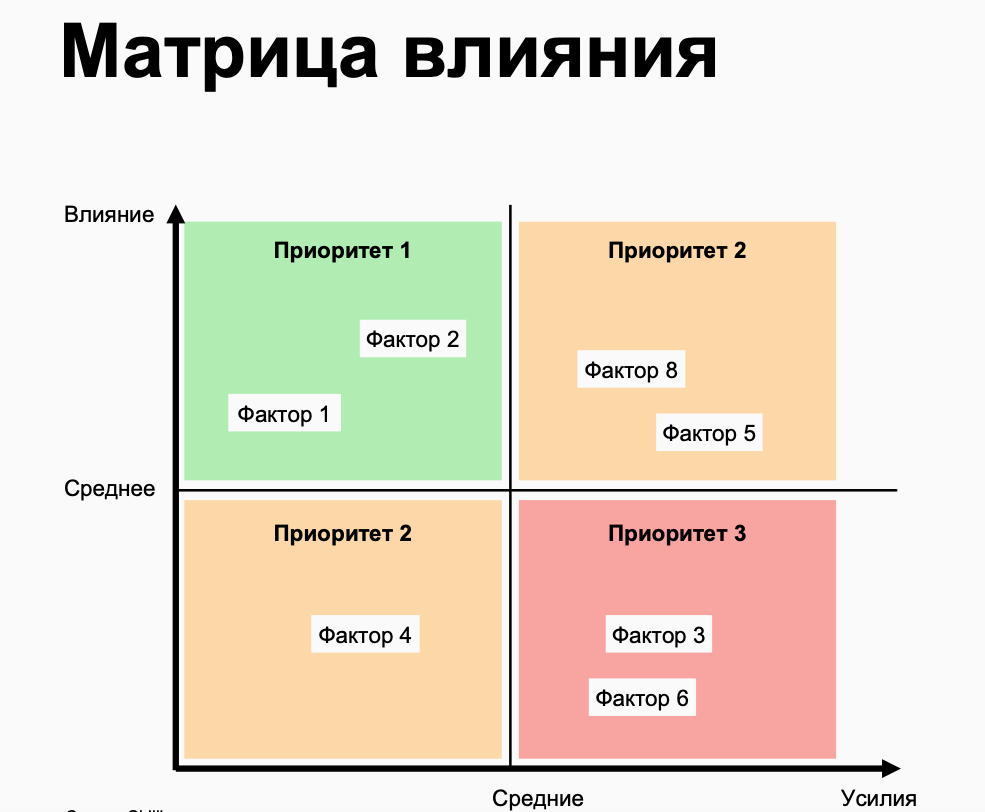 Матрица влияния
Влияние
Приоритет 1
Приоритет 2
Фактор 2
Фактор 8
Фактор 1
Фактор 5
Среднее
Приоритет 2
Приоритет 3
Фактор 4
Фактор 3
Фактор 6
Средние
Усилия